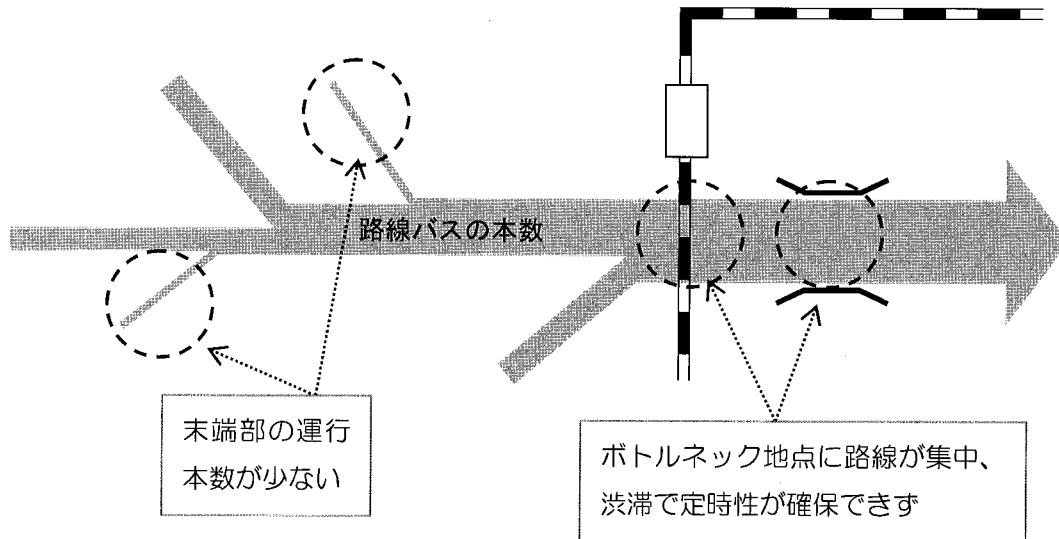 路線バスの本数
末端部の運行
本数が少ない
ボトルネック地点に路線が集中、
渋滞で定時性が確保できず